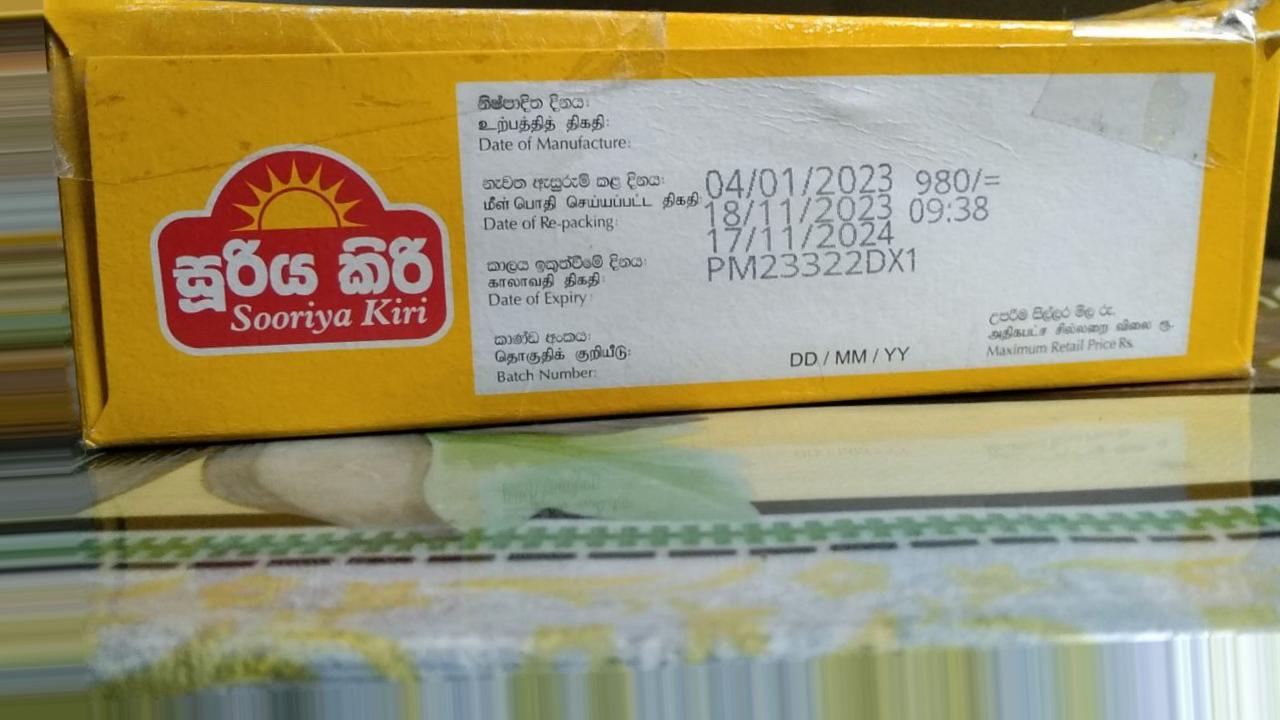 සූරිය කිරි
Sooriya Kiri
නිෂ්පාදිත දිනය:
உற்பத்தித் திகதி:
Date of Manufacture:
නැවත ඇසුරුම් කළ දිනය:
மீள் பொதி செய்யப்பட்ட திகதி:
Date of Re-packing:
කාලය ඉකුත්වීමේ දිනය:
காலாவதி திகதி:
Date of Expiry:
කාණ්ඩ අංකය:
தொகுதிக் குறியீடு:
Batch Number:
04/01/2023 980/=
18/11/2023 09:38
17/11/2024
PM23322DX1
DD / MM / YY
උපරිම සිල්ලර මිල රු.
அதிகபட்ச சில்லறை விலை ரூ.
Maximum Retail Price Rs.